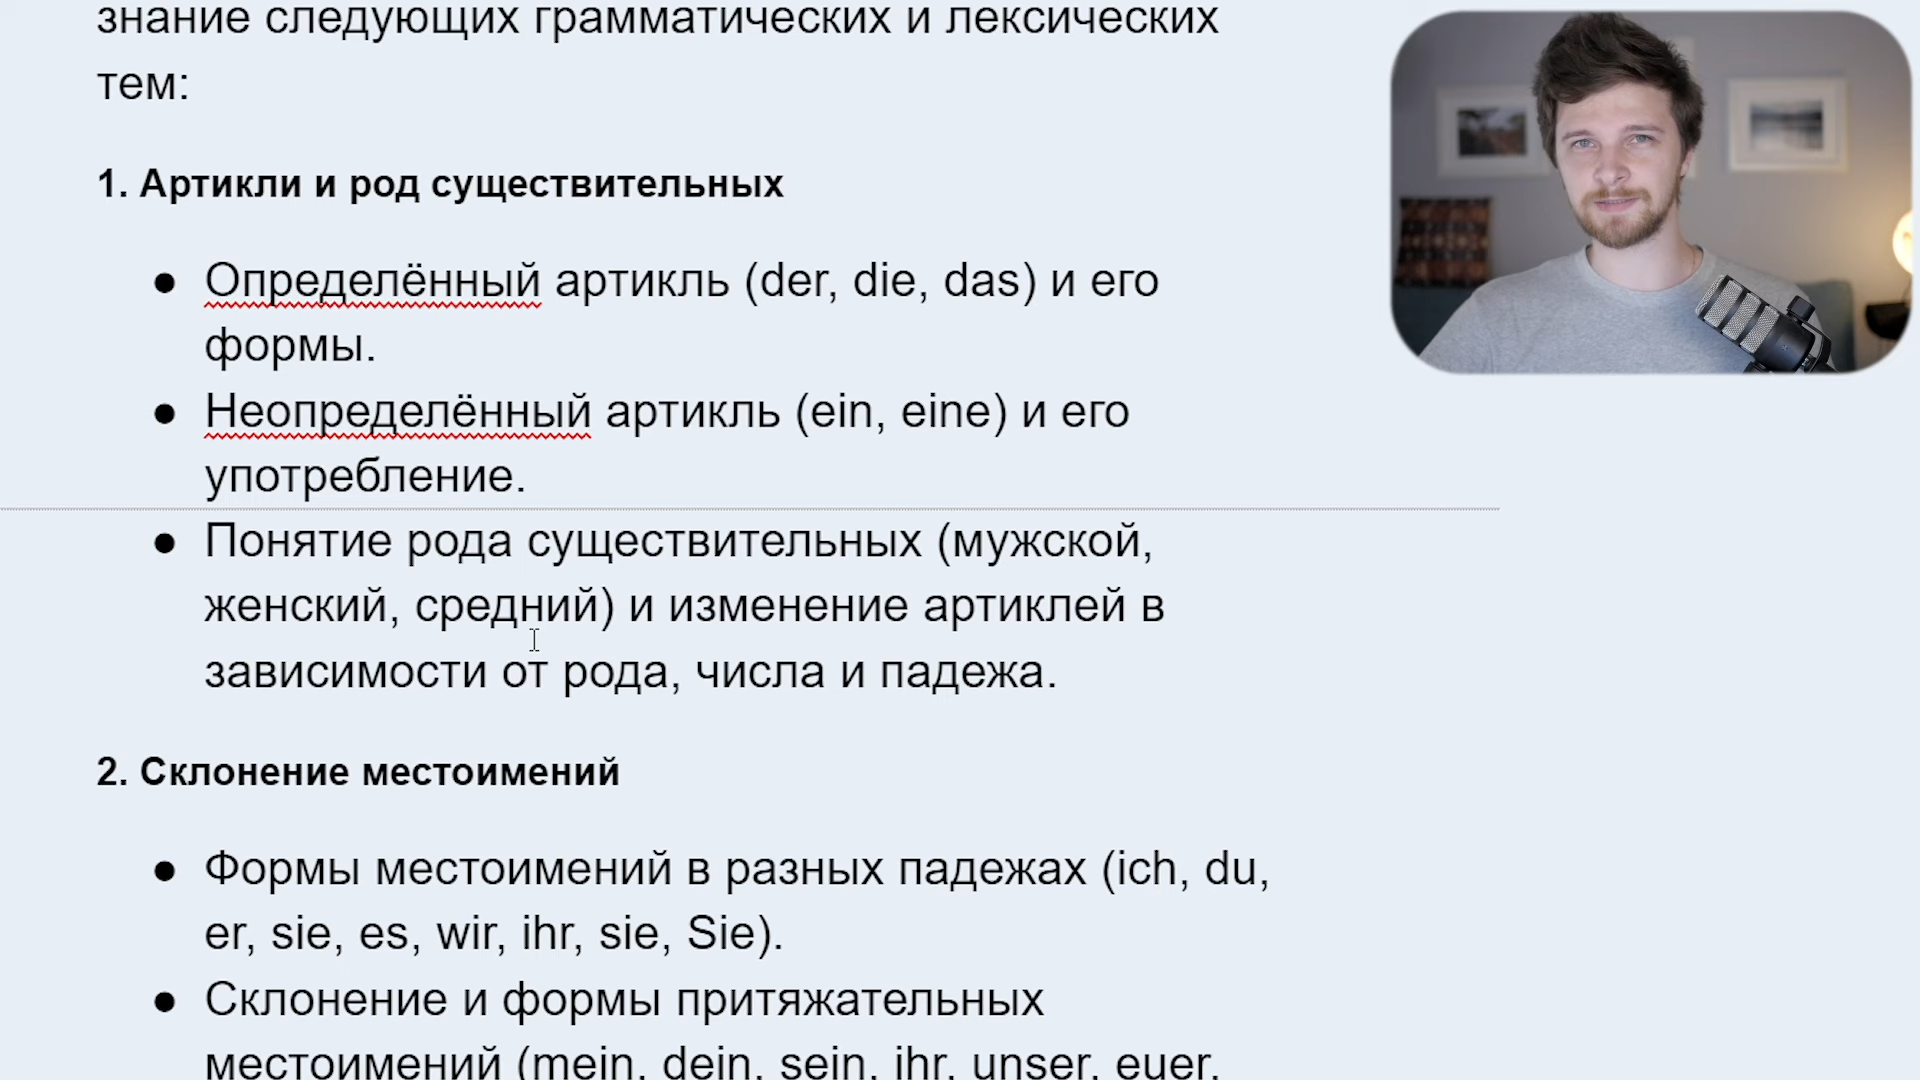 знание следующих грамматических и лексических
тем:
1. Артикли и род существительных
● Определённый артикль (der, die, das) и его
формы.
● Неопределённый артикль (ein, eine) и его
употребление.
● Понятие рода существительных (мужской,
женский, средний) и изменение артиклей в
зависимости от рода, числа и падежа.
2. Склонение местоимений
● Формы местоимений в разных падежах (ich, du,
er, sie, es, wir, ihr, sie, Sie).
● Склонение и формы притяжательных
местоимений (mein, dein, sein, ihr, unser, euer,